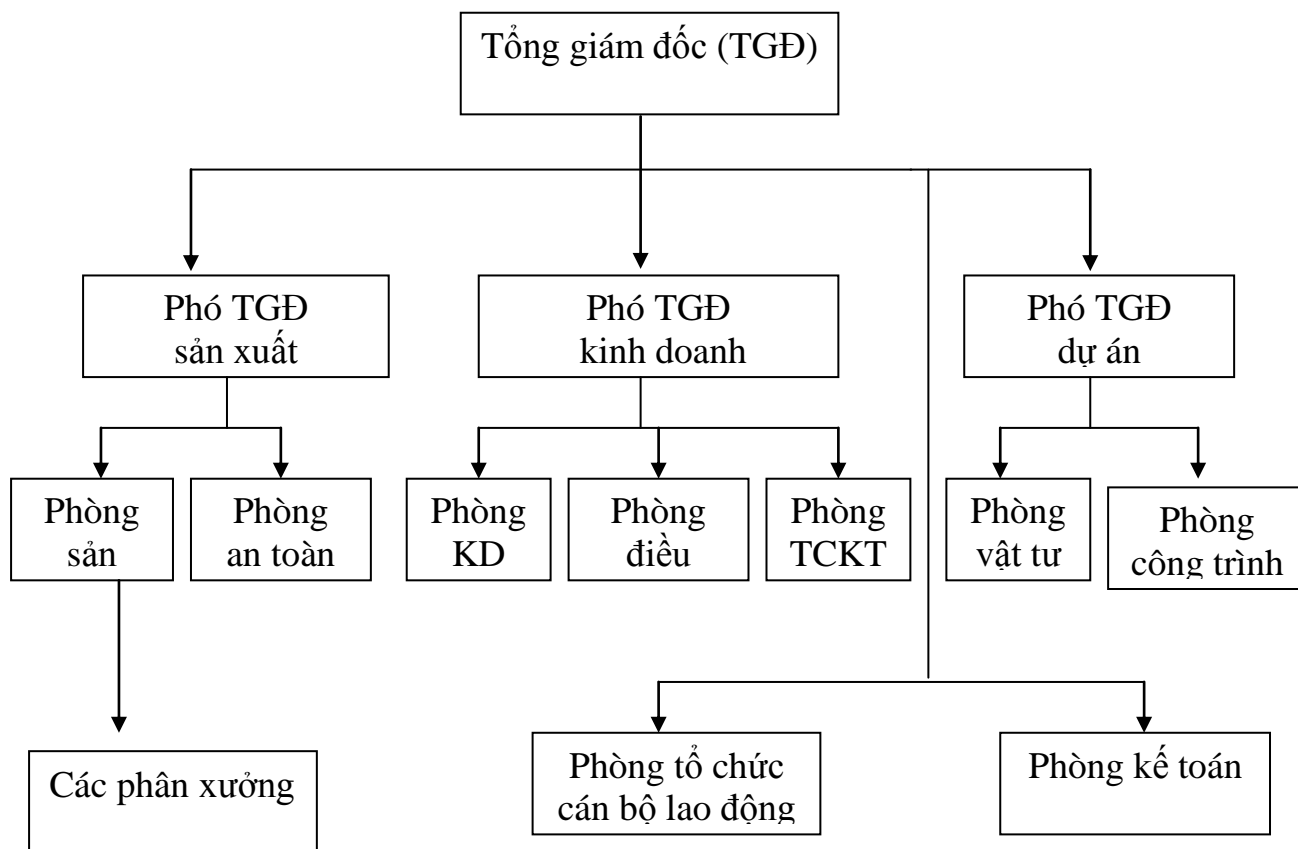 Tổng giám đốc (TGĐ)
Phó TGĐ
sản xuất
Phó TGĐ
kinh doanh
Phó TGĐ
dự án
Phòng
sản
Phòng
an toàn
Phòng
KD
Phòng
điều
Phòng
TCKT
Phòng
vật tư
Phòng
công trình
Các phân xưởng
Phòng tổ chức
cán bộ lao động
Phòng kế toán